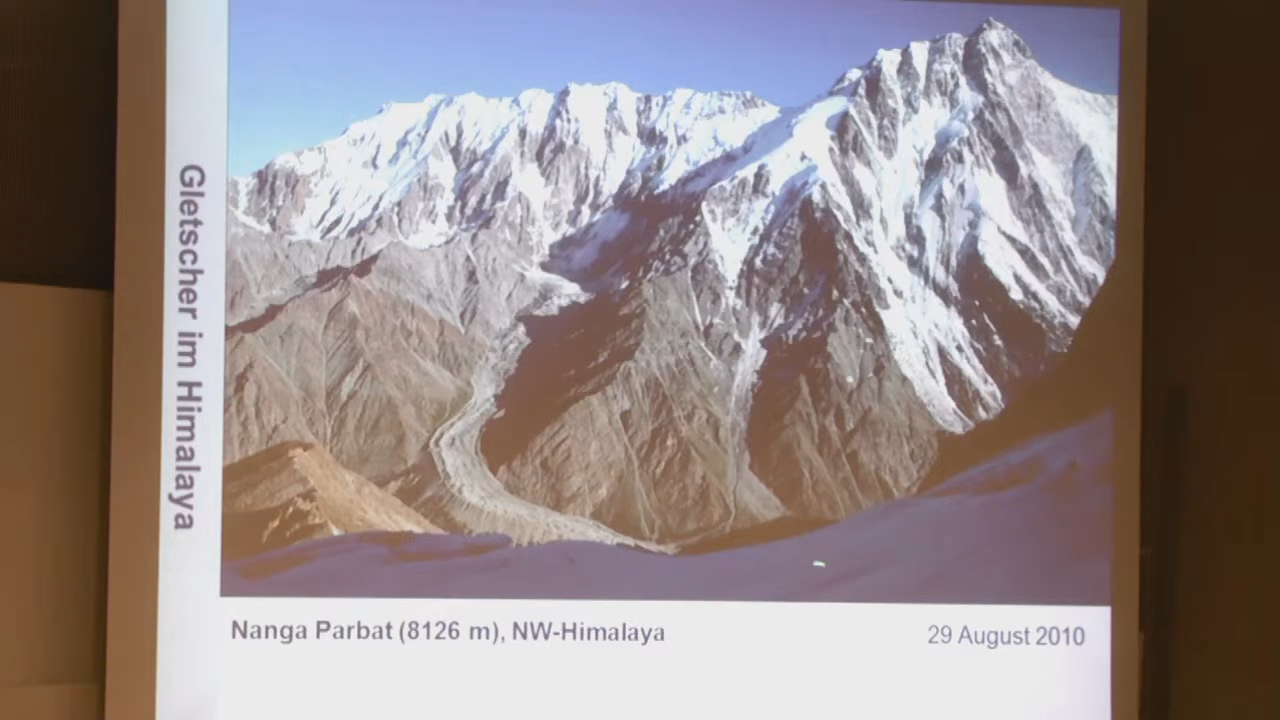 Gletscher im Himalaya
Nanga Parbat (8126 m), NW-Himalaya
29 August 2010